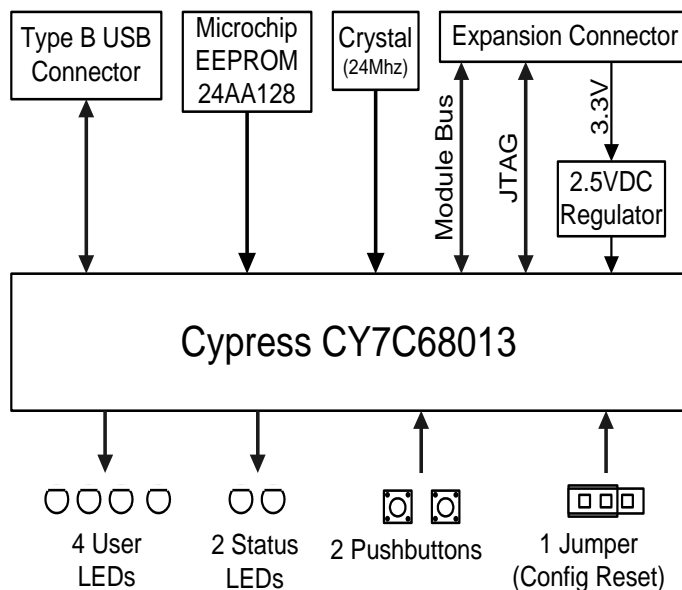 Type B USB
Connector
Microchip
EEPROM
24AA128
Crystal
(24Mhz)
Expansion Connector
Module Bus
JTAG
3.3V
2.5VDC
Regulator
Cypress CY7C68013
4 User
LEDs
2 Status
LEDs
2 Pushbuttons
1 Jumper
(Config Reset)